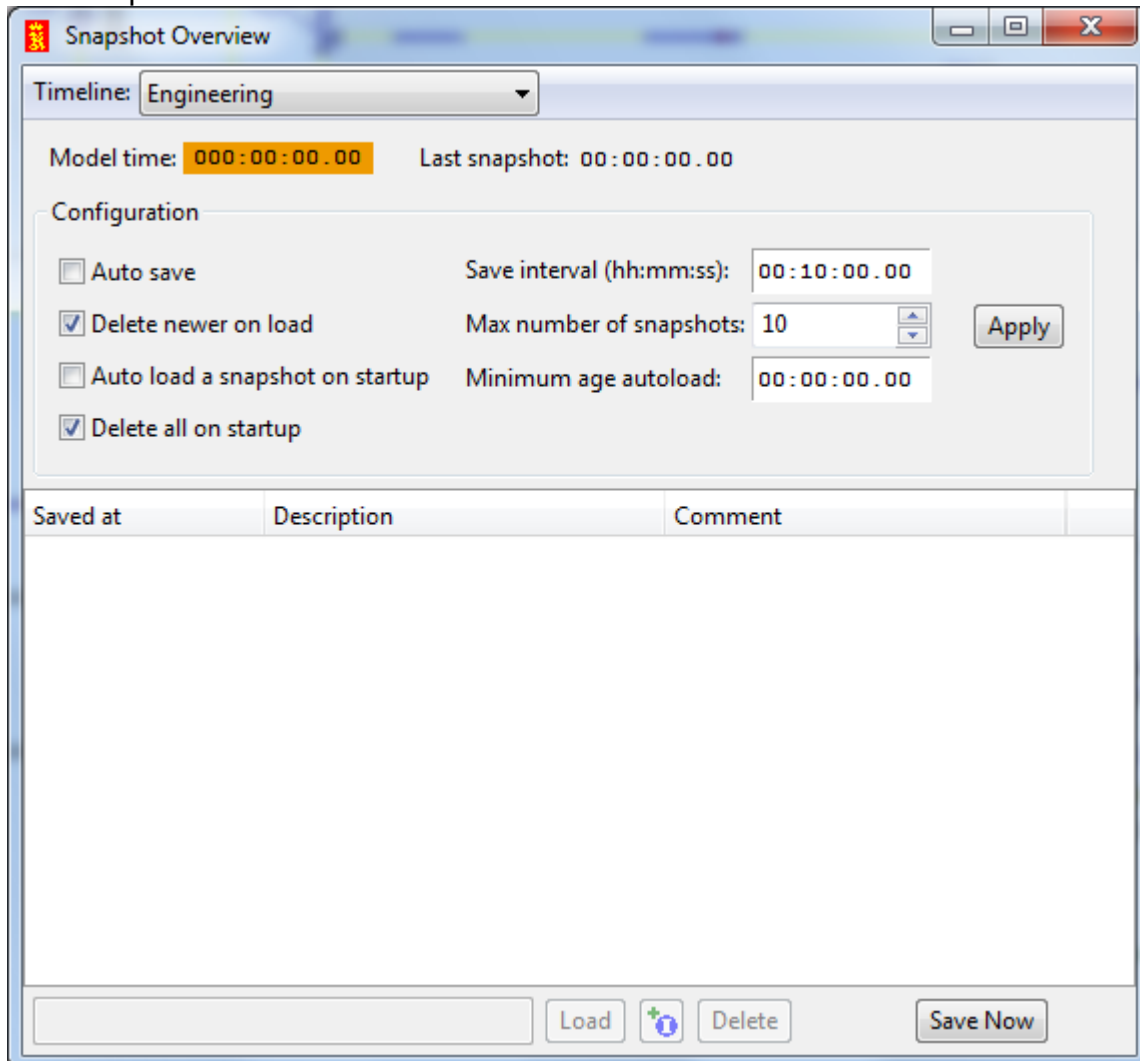 Snapshot Overview
Timeline: Engineering
Model time: 000:00:00.00 Last snapshot: 00:00:00.00
Configuration
Auto save Save interval (hh:mm:ss): 00:10:00.00
Delete newer on load Max number of snapshots: 10 Apply
Auto load a snapshot on startup Minimum age autoload: 00:00:00.00
Delete all on startup
Saved at Description Comment
Load Delete Save Now